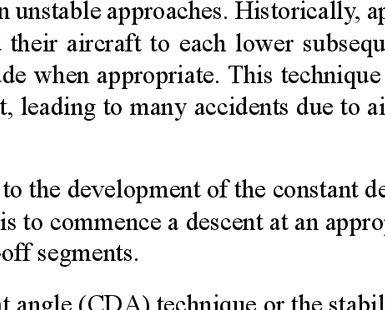 n unstable approaches. Historically, ap
their aircraft to each lower subsequ
de when appropriate. This technique
t, leading to many accidents due to ai
to the development of the constant de
is to commence a descent at an approp
-off segments.
t angle (CDA) technique or the stabil